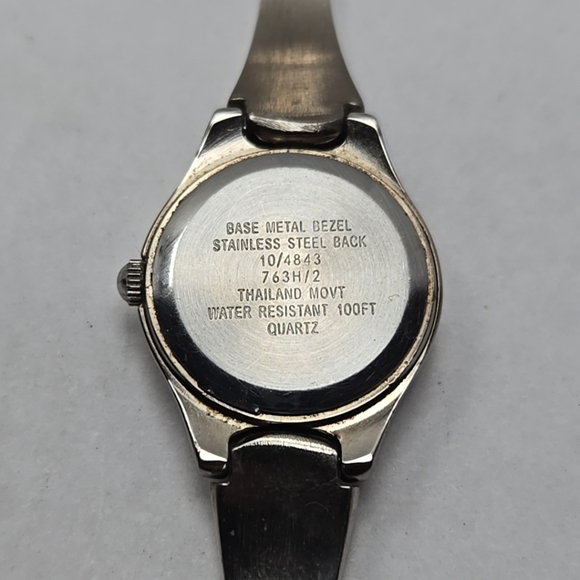 BASE METAL BEZEL
STAINLESS STEEL BACK
10/4843
763H/2
THAILAND MOVT
WATER RESISTANT 100FT
QUARTZ